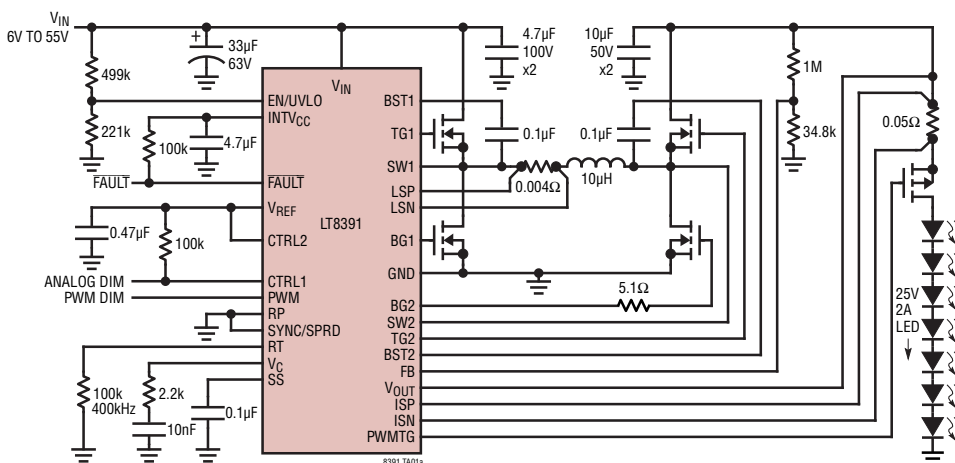 VIN
6V TO 55V
499k
221k
+
33µF
63V
4.7µF
100V
x2
10µF
50V
x2
1M
34.8k
0.05Ω
100k
4.7µF
FAULT
0.47µF
100k
ANALOG DIM
PWM DIM
100k
400kHz
2.2k
10nF
0.1µF
VIN
EN/UVLO
INTVCC
FAULT
VREF
CTRL2
CTRL1
PWM
RP
SYNC/SPRD
RT
VC
SS
LT8391
BST1
TG1
SW1
LSP
LSN
BG1
GND
BG2
SW2
TG2
BST2
FB
VOUT
ISP
ISN
PWMTG
0.1µF
0.1µF
0.004Ω
10µH
5.1Ω
25V
2A
LED
8391 TA01a